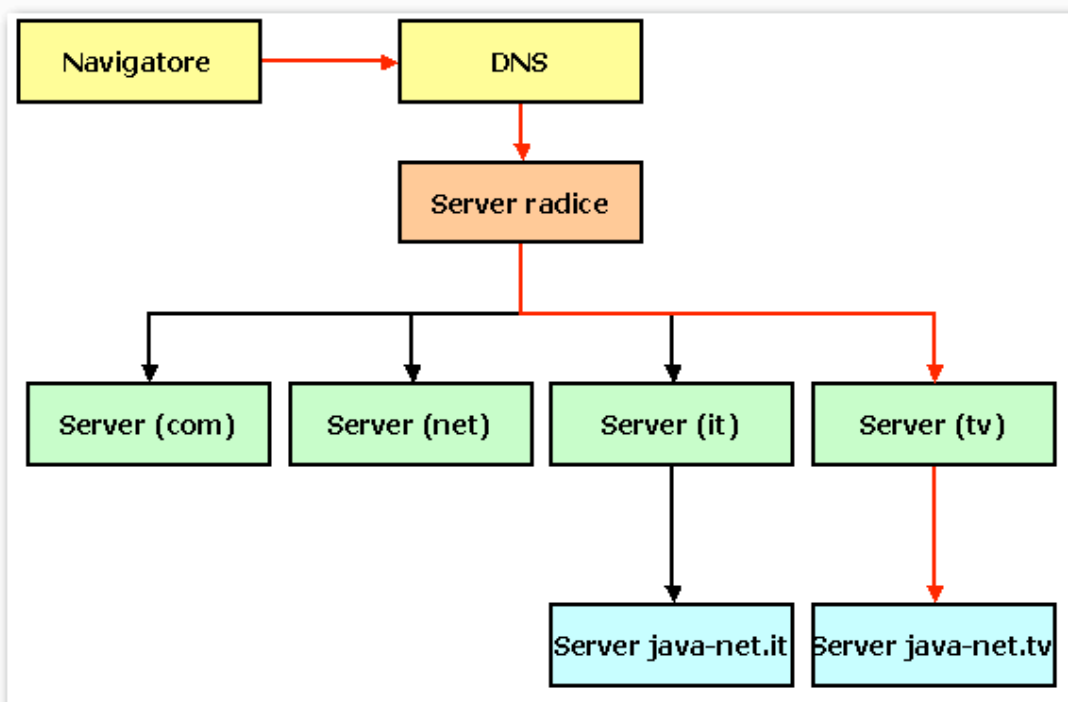 Navigatore
DNS
Server radice
Server (com)
Server (net)
Server (it)
Server (tv)
Server java-net.it
Server java-net.tv